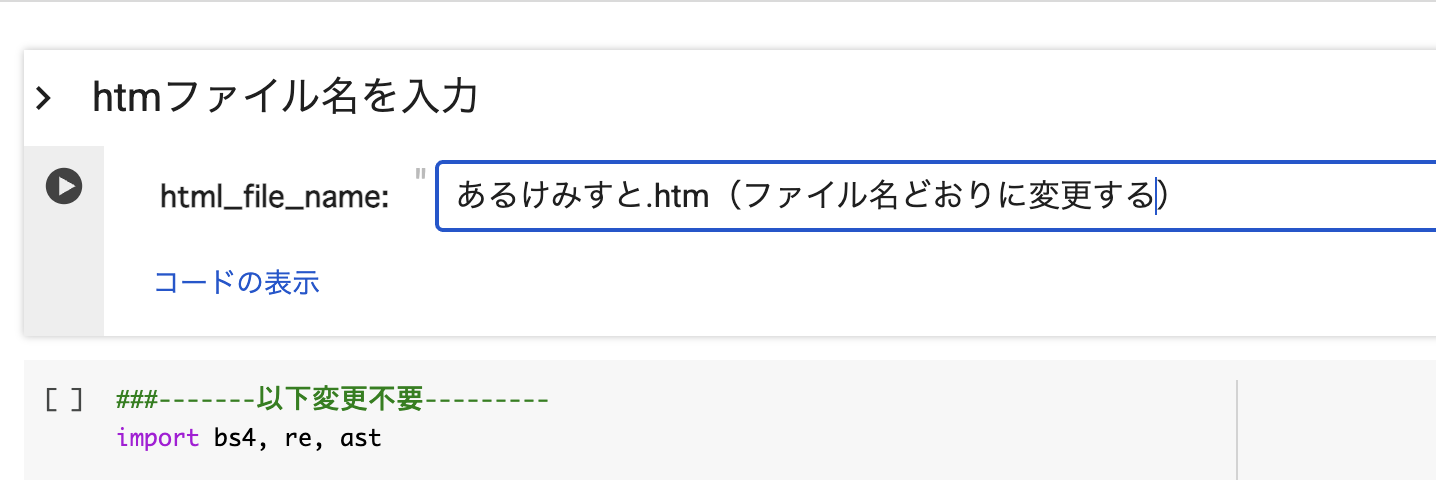 htmファイル名を入力
html_file_name: " あるけみすと.htm（ファイル名どおりに変更する）
コードの表示
[ ] ###-------以下変更不要---------
import bs4, re, ast